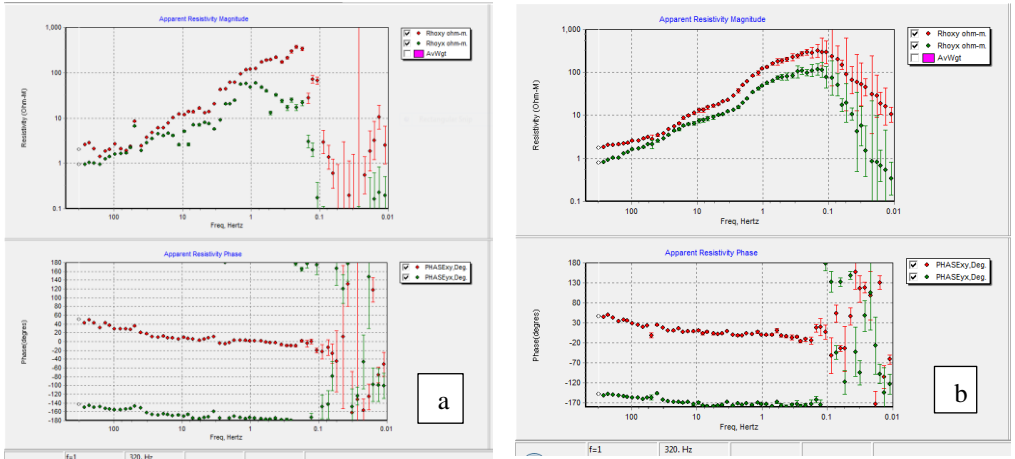 Apparent Resistivity Magnitude
1,000
100
10
1
0.1
Resistivity (Ohm-M)
100
10
1
0.1
0.01
Freq, Hertz
Rhoxy ohm-m.
Rhoyx ohm-m.
AvWgt
Apparent Resistivity Phase
180
160
140
120
100
80
60
40
20
0
-20
-40
-60
-80
-100
-120
-140
-160
-180
Phase(degrees)
100
10
1
0.1
0.01
Freq, Hertz
PHASExy,Deg.
PHASEyx,Deg.
a
f=1
320. Hz
Apparent Resistivity Magnitude
1,000
100
10
1
0.1
Resistivity (Ohm-M)
100
10
1
0.1
0.01
Freq, Hertz
Rhoxy ohm-m.
Rhoyx ohm-m.
AvWgt
Apparent Resistivity Phase
180
130
80
30
-20
-70
-120
-170
Phase(degrees)
100
10
1
0.1
0.01
Freq, Hertz
PHASExy,Deg.
PHASEyx,Deg.
b
f=1
320. Hz